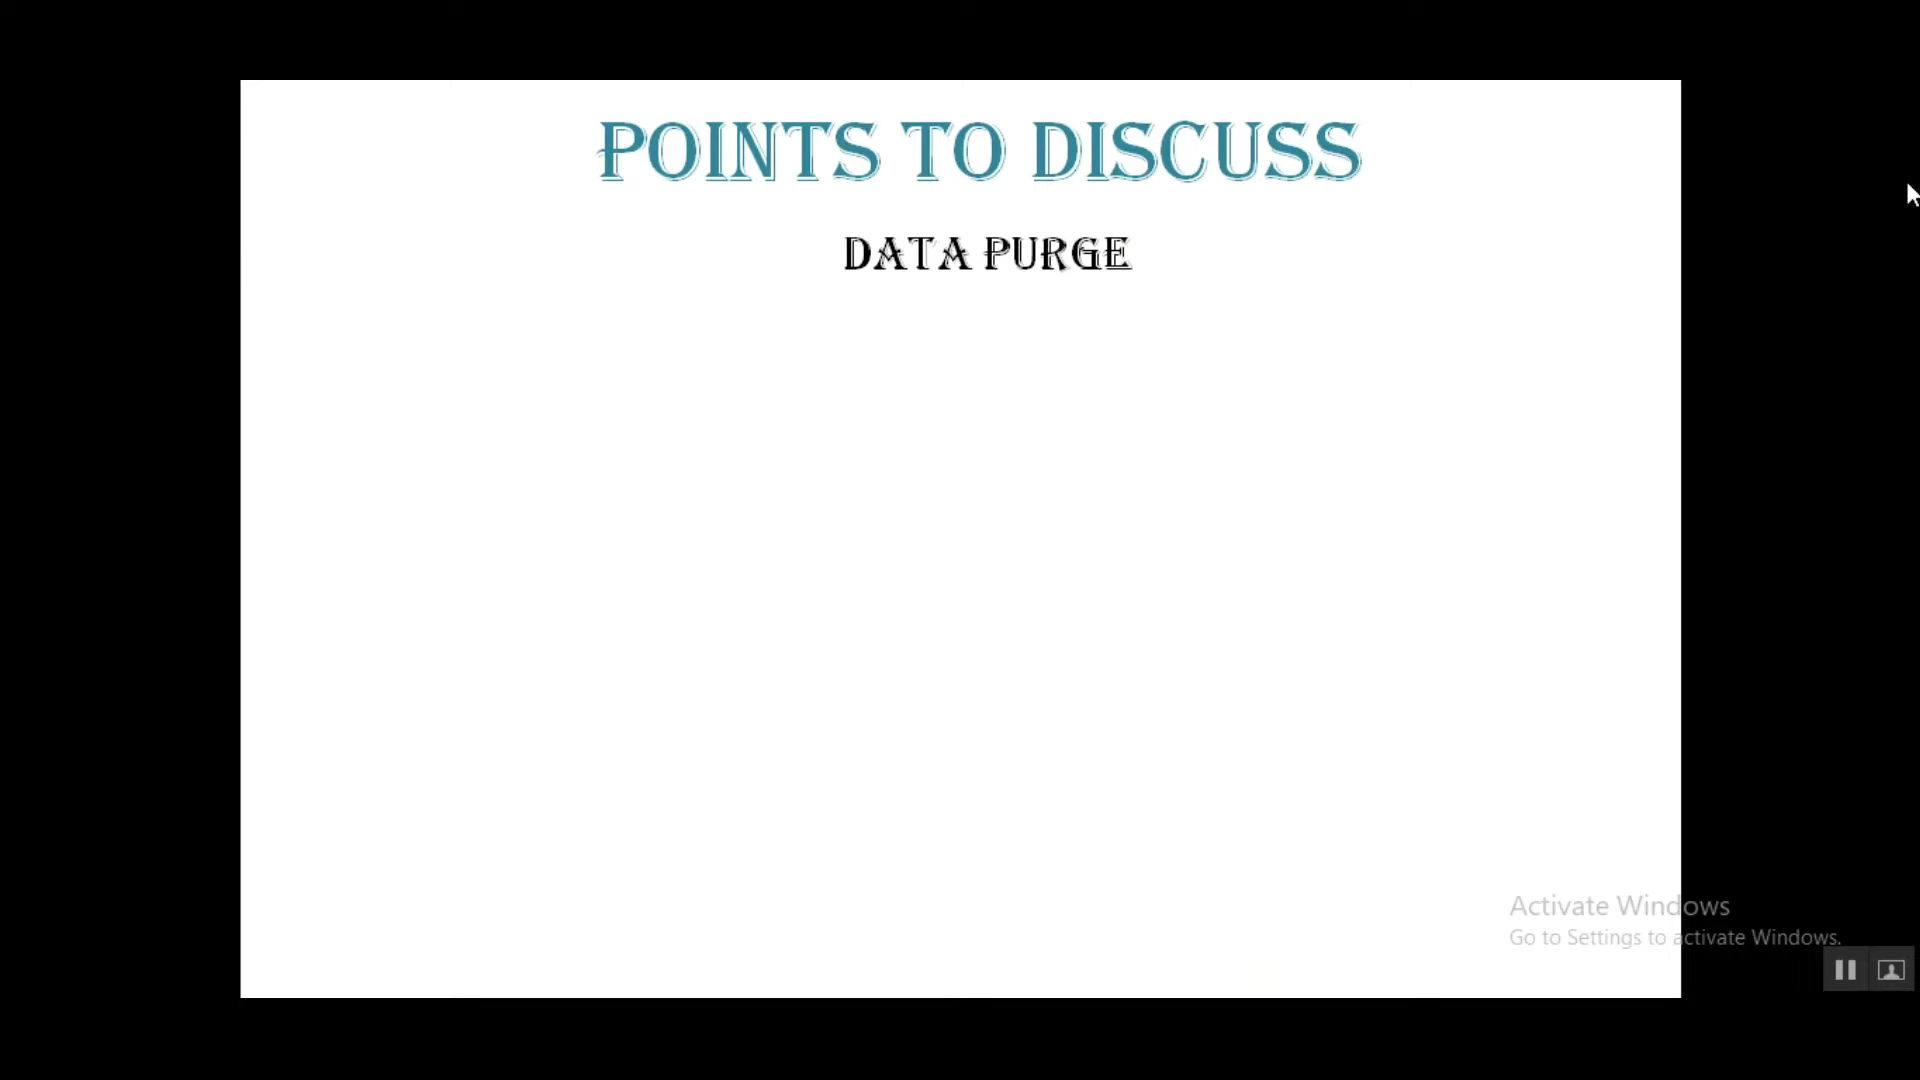 POINTS TO DISCUSS
DATA PURGE
Activate Windows
Go to Settings to activate Windows.